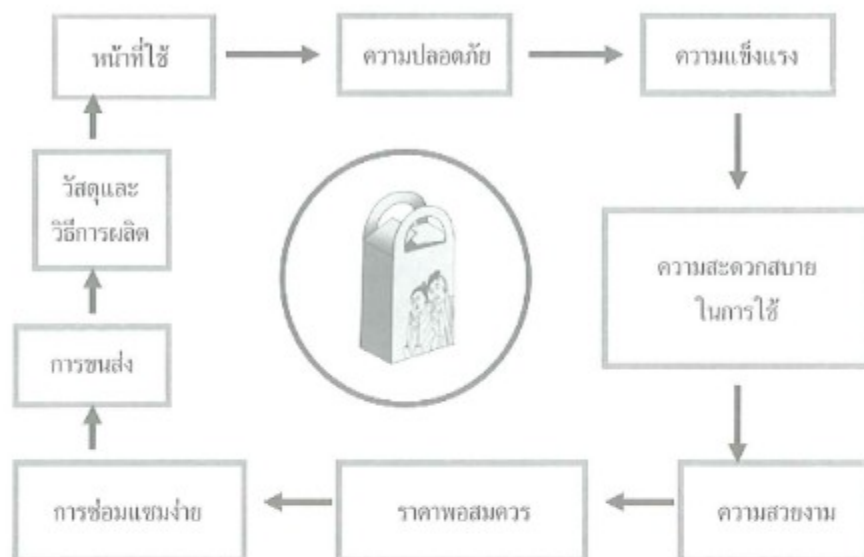 หน้าที่ใช้
ความปลอดภัย
ความแข็งแรง
ความสะดวกสบาย
ในการใช้
ความสวยงาม
ราคาพอสมควร
การซ่อมแซมง่าย
การขนส่ง
วัสดุและ
วิธีการผลิต